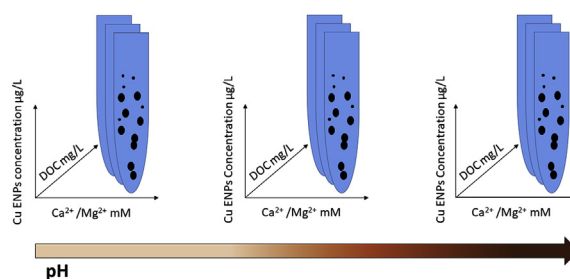 Cu ENPs concentration µg/L
DOC mg/L
Ca²⁺ /Mg²⁺ mM
Cu ENPs Concentration µg/L
DOC mg/L
Ca²⁺ /Mg²⁺ mM
Cu ENPs Concentration µg/L
DOC mg/L
Ca²⁺ /Mg²⁺ mM
pH